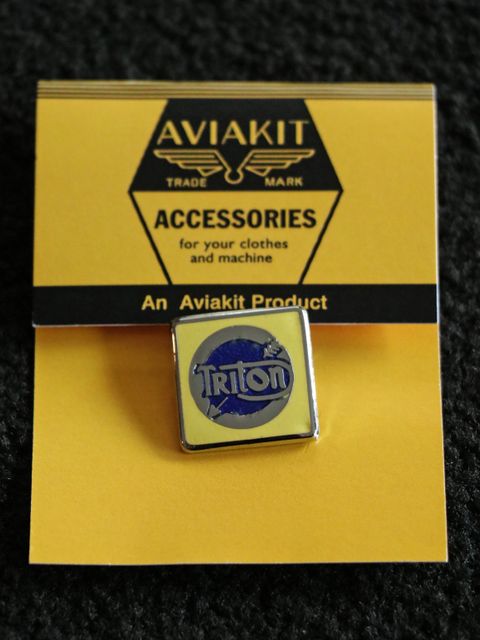 AVIAKIT
TRADE MARK
ACCESSORIES
for your clothes
and machine
An Aviakit Product
TRITON